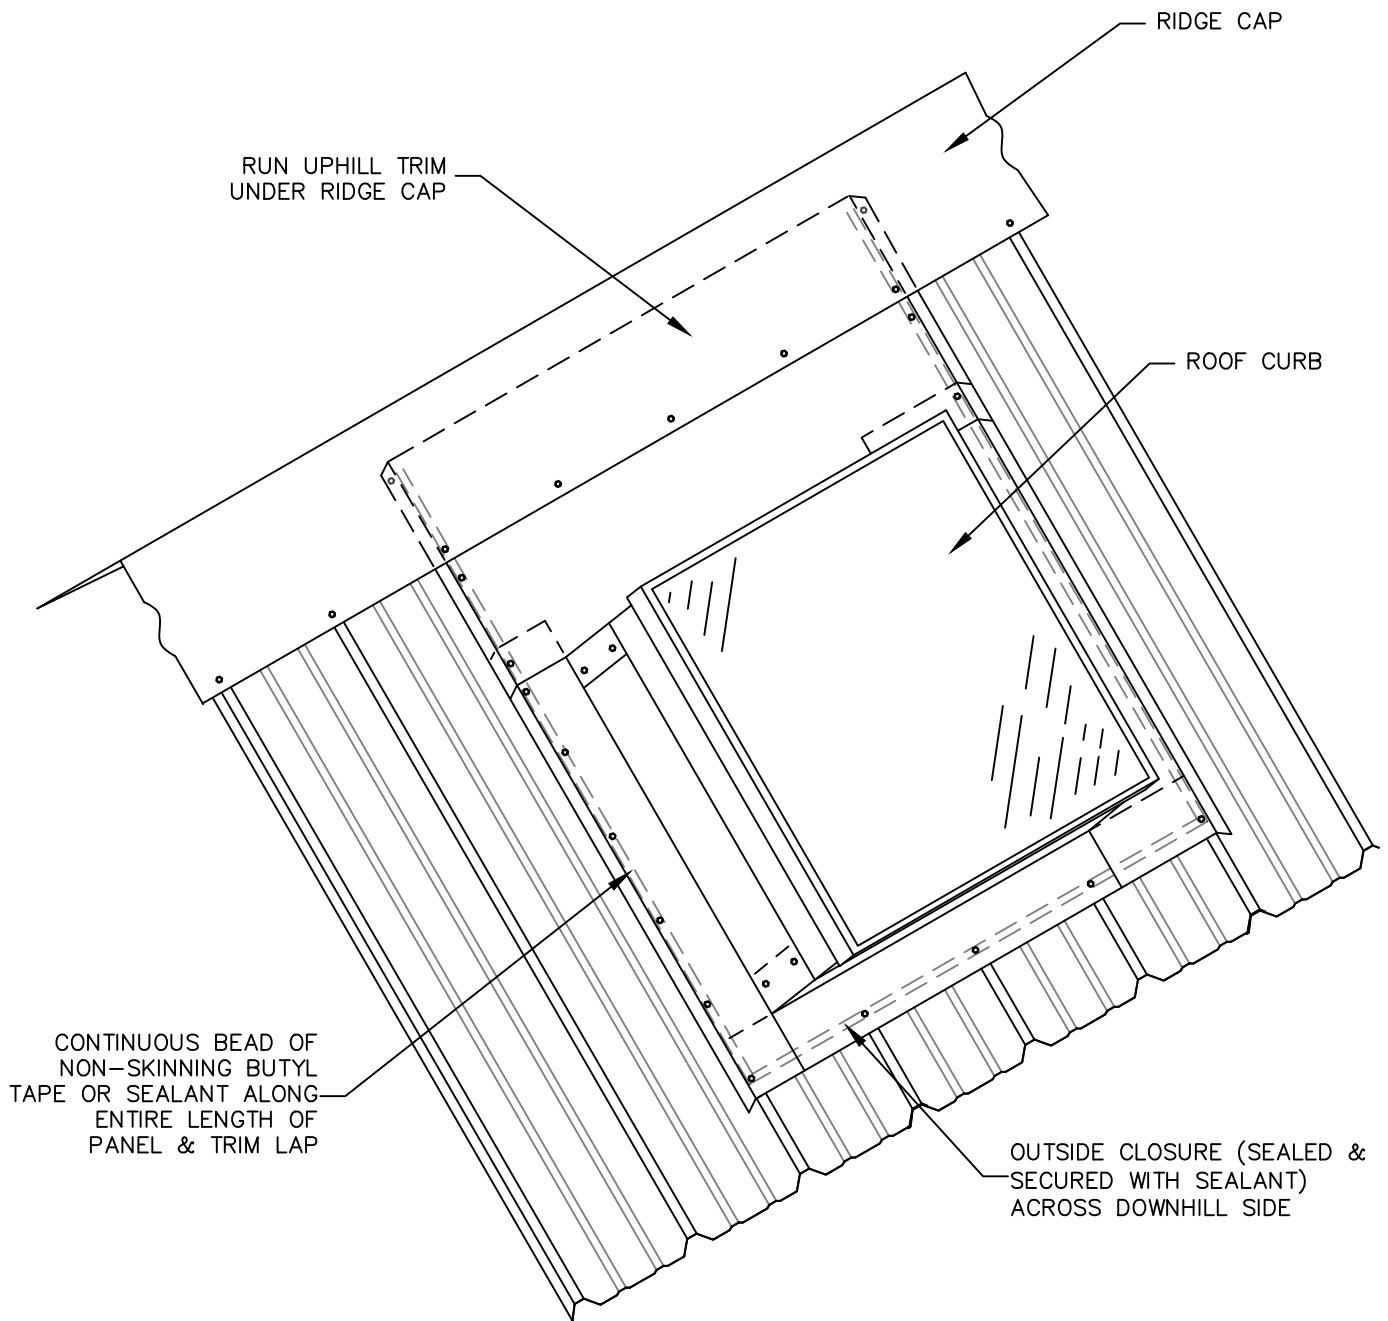 RIDGE CAP
RUN UPHILL TRIM
UNDER RIDGE CAP
ROOF CURB
CONTINUOUS BEAD OF
NON-SKINNING BUTYL
TAPE OR SEALANT ALONG
ENTIRE LENGTH OF
PANEL & TRIM LAP
OUTSIDE CLOSURE (SEALED &
SECURED WITH SEALANT)
ACROSS DOWNHILL SIDE